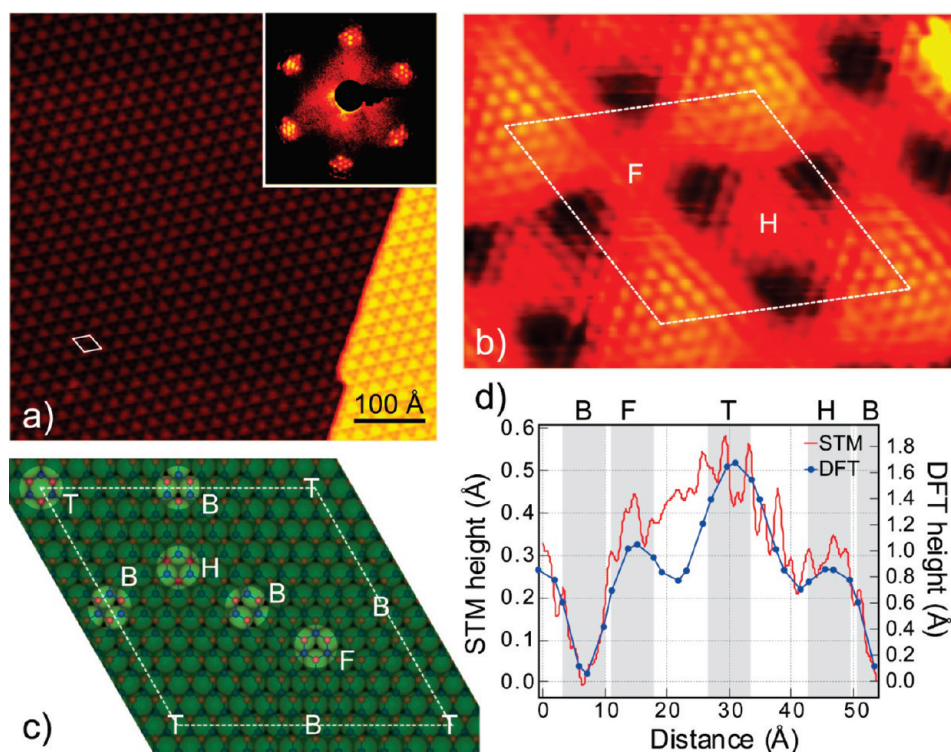 a)
100 Å
F
H
b)
T
B
T
H
B
B
B
F
T
B
T
c)
d)
B F T H B
0.6
0.5
0.4
0.3
0.2
0.1
0.0
STM height (Å)
STM
DFT
1.8
1.6
1.4
1.2
1.0
0.8
0.6
0.4
0.2
0.0
DFT height (Å)
0 10 20 30 40 50
Distance (Å)